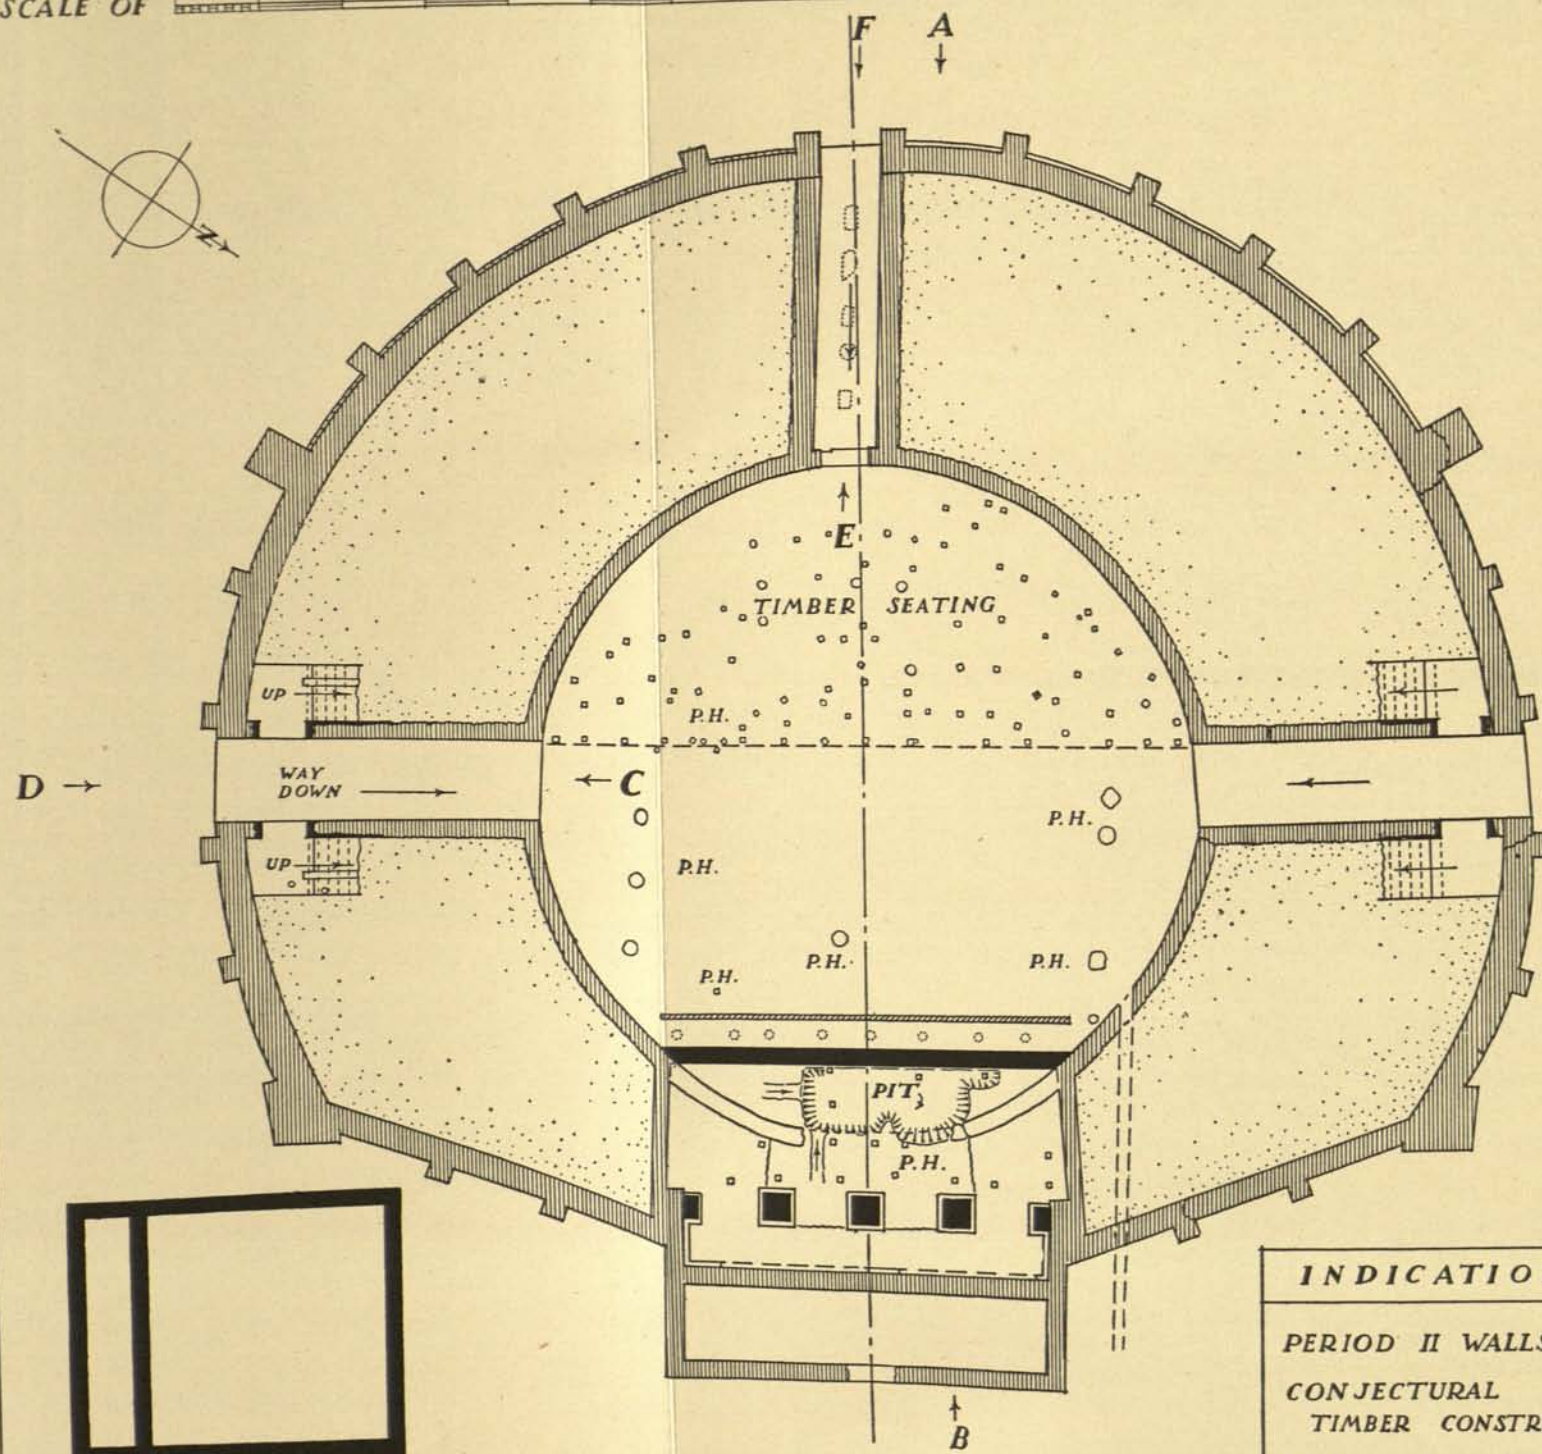 SCALE OF
F A
N
E
TIMBER SEATING
UP
P.H.
D
WAY
DOWN
C
P.H.
UP
P.H.
P.H.
P.H.
P.H.
PIT
P.H.
INDICATIO
PERIOD II WALLS
CONJECTURAL
TIMBER CONSTR
B